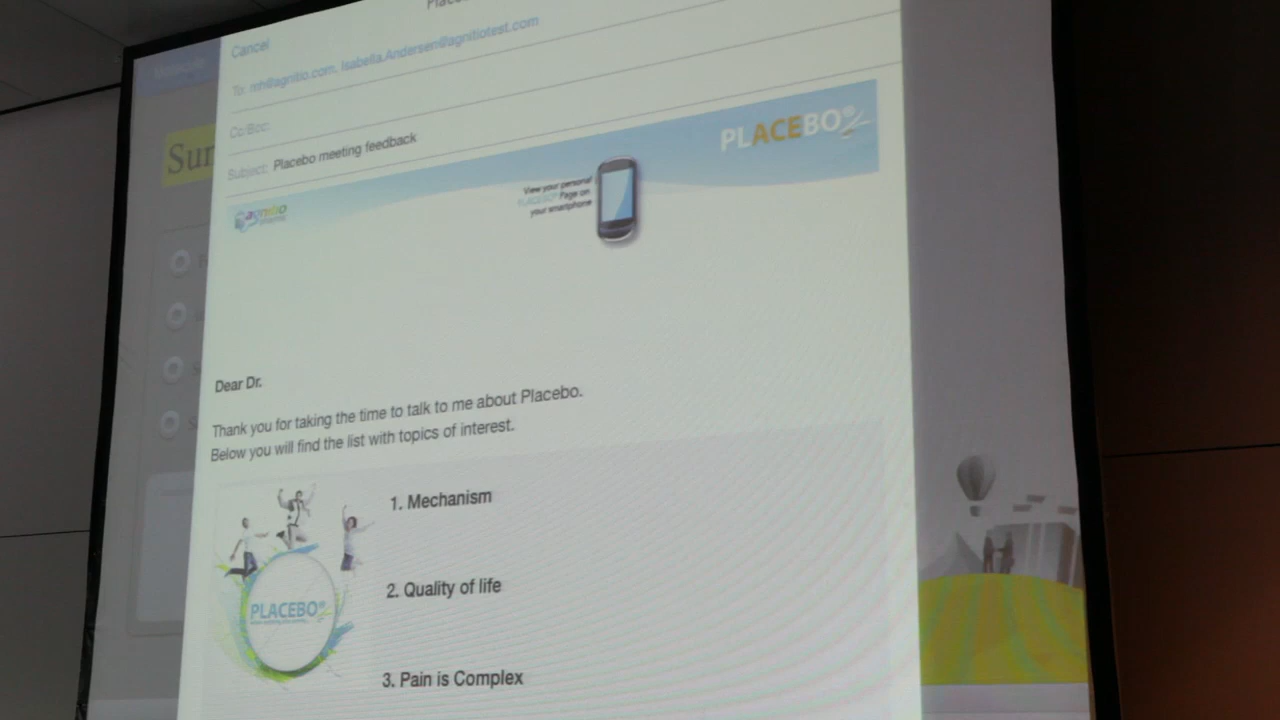 Cancel
To: mh@agnitio.com, Isabella.Andersen@agnitiotest.com
Cc/Bcc:
Subject: Placebo meeting feedback
PLACEBO
View your personal
PLACEBO Page on
your smartphone
agnitio
Dear Dr.
Thank you for taking the time to talk to me about Placebo.
Below you will find the list with topics of interest.
1. Mechanism
PLACEBO
2. Quality of life
3. Pain is Complex